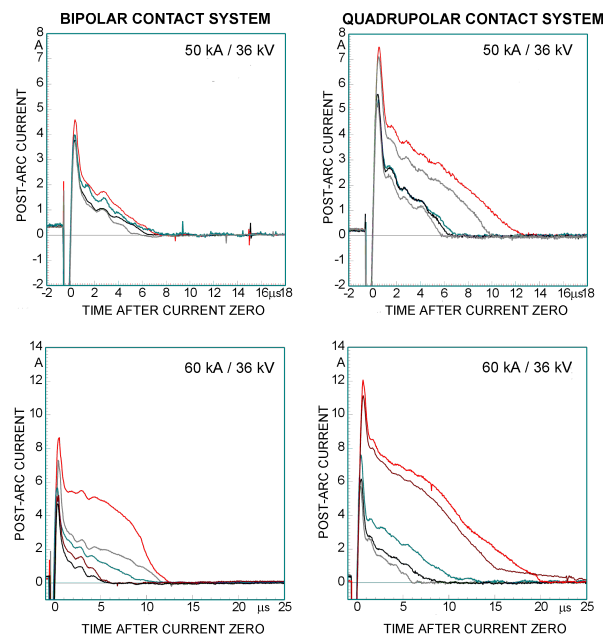 BIPOLAR CONTACT SYSTEM
QUADRUPOLAR CONTACT SYSTEM
50 kA / 36 kV
POST-ARC CURRENT
8
A
7
6
5
4
3
2
1
0
-1
-2
-2 0 2 4 6 8 10 12 14 16 µs 18
TIME AFTER CURRENT ZERO
50 kA / 36 kV
POST-ARC CURRENT
8
A
7
6
5
4
3
2
1
0
-1
-2
-2 0 2 4 6 8 10 12 14 16 µs 18
TIME AFTER CURRENT ZERO
60 kA / 36 kV
POST-ARC CURRENT
14
A
12
10
8
6
4
2
0
0 5 10 15 20 µs 25
TIME AFTER CURRENT ZERO
60 kA / 36 kV
POST-ARC CURRENT
14
A
12
10
8
6
4
2
0
0 5 10 15 20 µs 25
TIME AFTER CURRENT ZERO